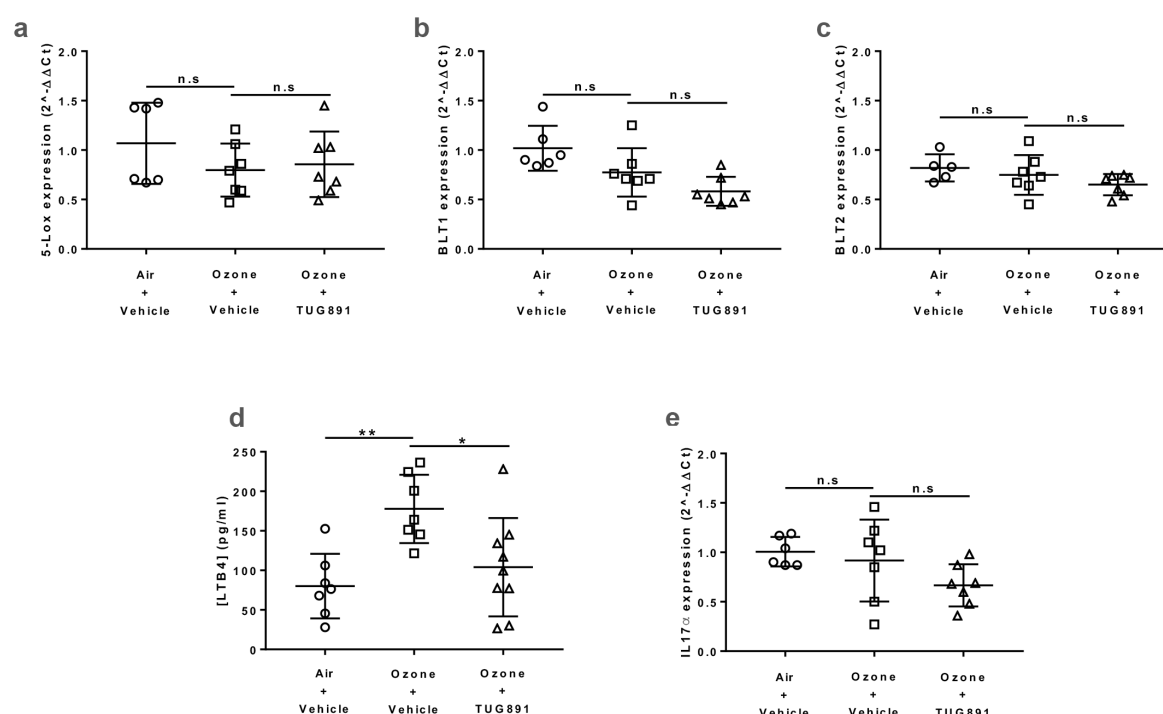 a
5-Lox expression (2^-ΔΔCt)
2.0
1.5
1.0
0.5
0.0
n.s
n.s
Air
+
Vehicle
Ozone
+
Vehicle
Ozone
+
TUG891
b
BLT1 expression (2^-ΔΔCt)
2.0
1.5
1.0
0.5
0.0
n.s
n.s
Air
+
Vehicle
Ozone
+
Vehicle
Ozone
+
TUG891
c
BLT2 expression (2^-ΔΔCt)
2.0
1.5
1.0
0.5
0.0
n.s
n.s
Air
+
Vehicle
Ozone
+
Vehicle
Ozone
+
TUG891
d
[LTB4] (pg/ml)
250
200
150
100
50
0
**
*
Air
+
Vehicle
Ozone
+
Vehicle
Ozone
+
TUG891
e
IL17α expression (2^-ΔΔCt)
2.0
1.5
1.0
0.5
0.0
n.s
n.s
Air
+
Vehicle
Ozone
+
Vehicle
Ozone
+
TUG891